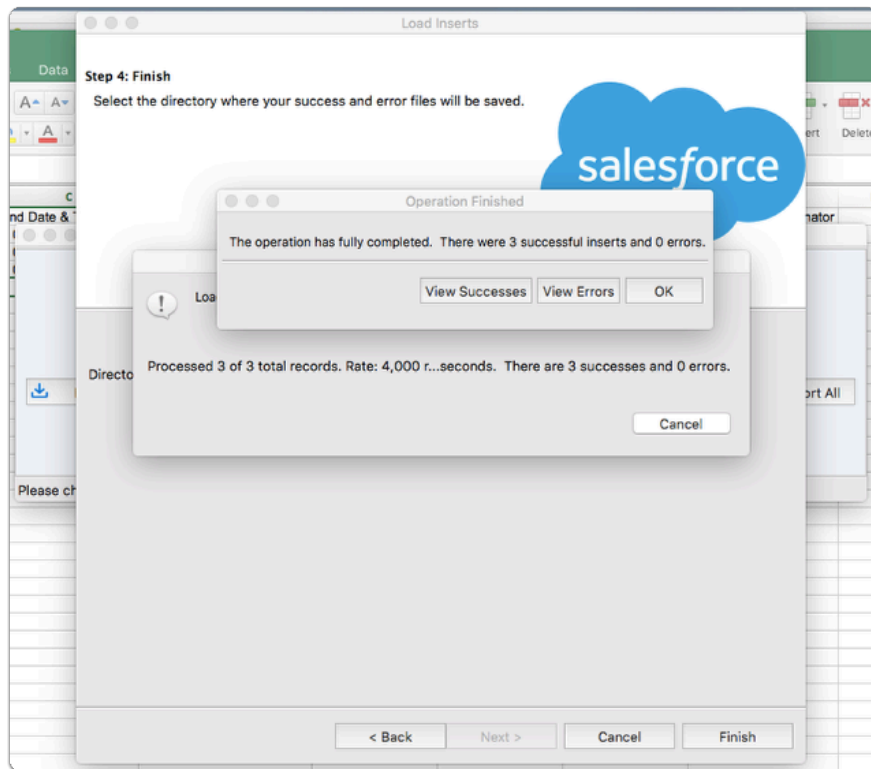 Load Inserts
Data
Step 4: Finish
Select the directory where your success and error files will be saved.
A A
A
ert Delete
salesforce
C
nd Date &
nator
Operation Finished
The operation has fully completed. There were 3 successful inserts and 0 errors.
View Successes View Errors OK
Loa
Directo
Processed 3 of 3 total records. Rate: 4,000 r...seconds. There are 3 successes and 0 errors.
ort All
Cancel
Please ch
< Back Next > Cancel Finish